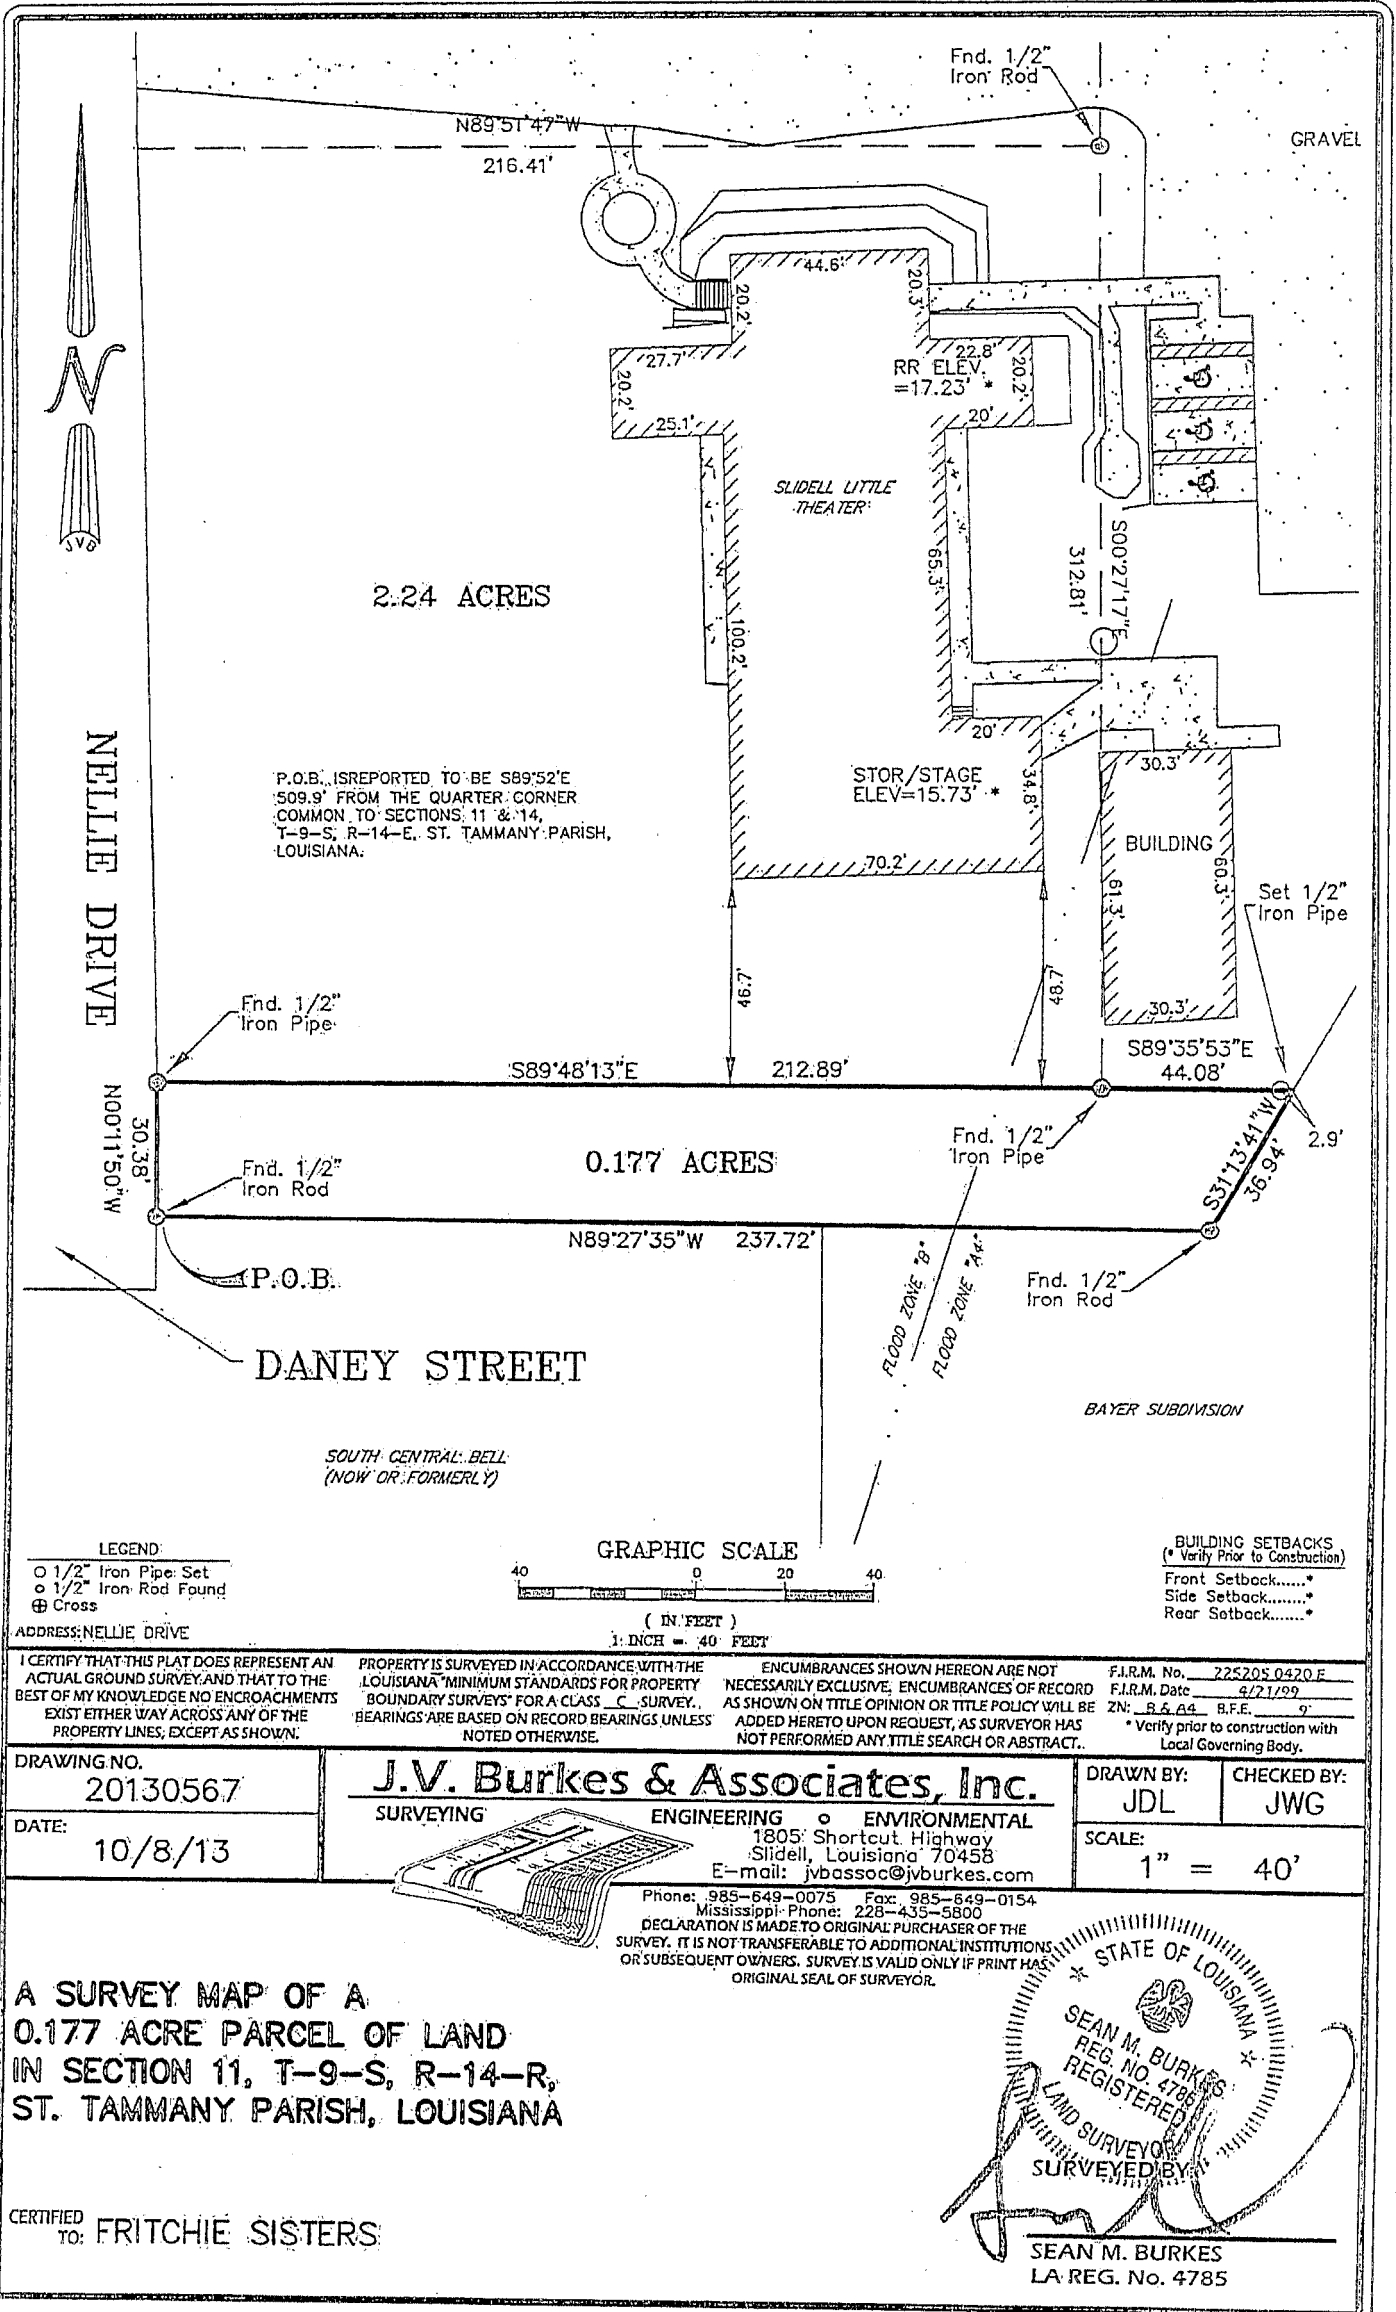 Fnd. 1/2"
Iron Rod
GRAVEL
N89°51'47"W
216.41'
44.6'
20.2'
20.3'
27.7'
22.8'
RR ELEV.
=17.23' *
20.2'
20.2'
25.1'
20'
N
JVB
SLIDELL LITTLE
THEATER
S00°27'17"E
312.81'
65.3'
2.24 ACRES
100.2'
20'
30.3'
NELLIE DRIVE
P.O.B. ISREPORTED TO BE S89°52'E
509.9' FROM THE QUARTER CORNER
COMMON TO SECTIONS 11 & 14,
T-9-S, R-14-E, ST. TAMMANY PARISH,
LOUISIANA.
STOR/STAGE
ELEV=15.73' *
34.8'
BUILDING
70.2'
61.3'
60.3'
Set 1/2"
Iron Pipe
49.7'
48.7'
30.3'
Fnd. 1/2"
Iron Pipe
S89°48'13"E 212.89'
S89°35'53"E
44.08'
N00°11'50"W
30.38'
Fnd. 1/2"
Iron Pipe
2.9'
S31°13'41"W
36.94'
Fnd. 1/2"
Iron Rod
0.177 ACRES
N89°27'35"W 237.72'
P.O.B.
Fnd. 1/2"
Iron Rod
FLOOD ZONE "B"
FLOOD ZONE "A4"
DANEY STREET
BAYER SUBDIVISION
SOUTH CENTRAL BELL
(NOW OR FORMERLY)
LEGEND
1/2" Iron Pipe Set
1/2" Iron Rod Found
⊕ Cross
ADDRESS: NELLIE DRIVE
GRAPHIC SCALE
40 0 20 40
( IN FEET )
1 INCH = 40 FEET
BUILDING SETBACKS
(* Verify Prior to Construction)
Front Setback......*
Side Setback........*
Rear Setback.......*
I CERTIFY THAT THIS PLAT DOES REPRESENT AN
ACTUAL GROUND SURVEY AND THAT TO THE
BEST OF MY KNOWLEDGE NO ENCROACHMENTS
EXIST EITHER WAY ACROSS ANY OF THE
PROPERTY LINES, EXCEPT AS SHOWN.
PROPERTY IS SURVEYED IN ACCORDANCE WITH THE
LOUISIANA "MINIMUM STANDARDS FOR PROPERTY
BOUNDARY SURVEYS" FOR A CLASS C SURVEY.
BEARINGS ARE BASED ON RECORD BEARINGS UNLESS
NOTED OTHERWISE.
ENCUMBRANCES SHOWN HEREON ARE NOT
NECESSARILY EXCLUSIVE. ENCUMBRANCES OF RECORD
AS SHOWN ON TITLE OPINION OR TITLE POLICY WILL BE
ADDED HERETO UPON REQUEST, AS SURVEYOR HAS
NOT PERFORMED ANY TITLE SEARCH OR ABSTRACT.
F.I.R.M. No. 225205 0420 E
F.I.R.M. Date 4/21/99
ZN: B & A4 B.F.E. 9'
* Verify prior to construction with
Local Governing Body.
DRAWING NO.
20130567
DATE:
10/8/13
J.V. Burkes & Associates, Inc.
SURVEYING ENGINEERING ENVIRONMENTAL
1805 Shortcut Highway
Slidell, Louisiana 70458
E-mail: jvbassoc@jvburkes.com
Phone: 985-649-0075 Fax: 985-649-0154
Mississippi Phone: 228-435-5800
DECLARATION IS MADE TO ORIGINAL PURCHASER OF THE
SURVEY. IT IS NOT TRANSFERABLE TO ADDITIONAL INSTITUTIONS
OR SUBSEQUENT OWNERS. SURVEY IS VALID ONLY IF PRINT HAS
ORIGINAL SEAL OF SURVEYOR.
DRAWN BY:
JDL
CHECKED BY:
JWG
SCALE:
1" = 40'
A SURVEY MAP OF A
0.177 ACRE PARCEL OF LAND
IN SECTION 11, T-9-S, R-14-R,
ST. TAMMANY PARISH, LOUISIANA
CERTIFIED
TO: FRITCHIE SISTERS
STATE OF LOUISIANA
SEAN M. BURKES
REG. NO. 4785
REGISTERED
LAND SURVEYOR
SURVEYED BY
SEAN M. BURKES
LA REG. No. 4785